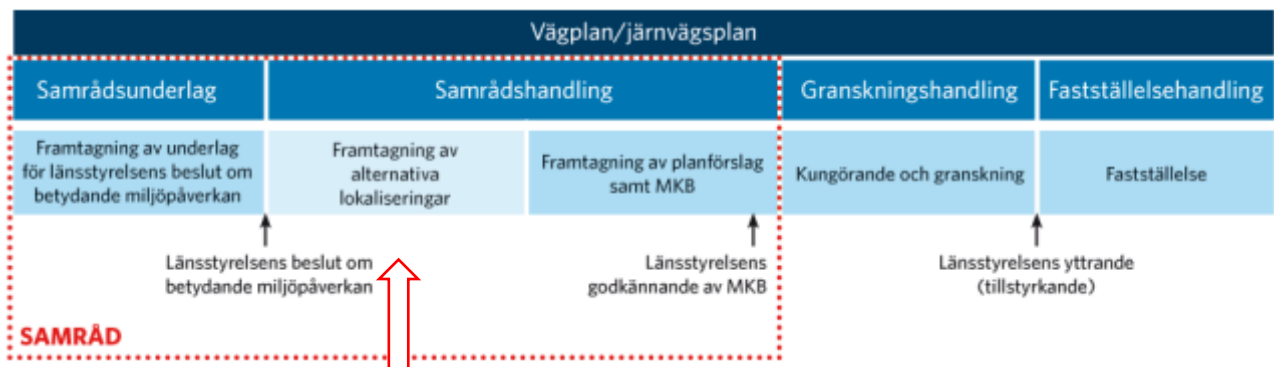 Vägplan/järnvägsplan
Samrådsunderlag
Samrådshandling
Granskningshandling
Fastställelsehandling
Framtagning av underlag
för länsstyrelsens beslut om
betydande miljöpåverkan
Framtagning av
alternativa
lokaliseringar
Framtagning av planförslag
samt MKB
Kungörande och granskning
Fastställelse
Länsstyrelsens beslut om
betydande miljöpåverkan
Länsstyrelsens
godkännande av MKB
Länsstyrelsens yttrande
(tillstyrkande)
SAMRÅD